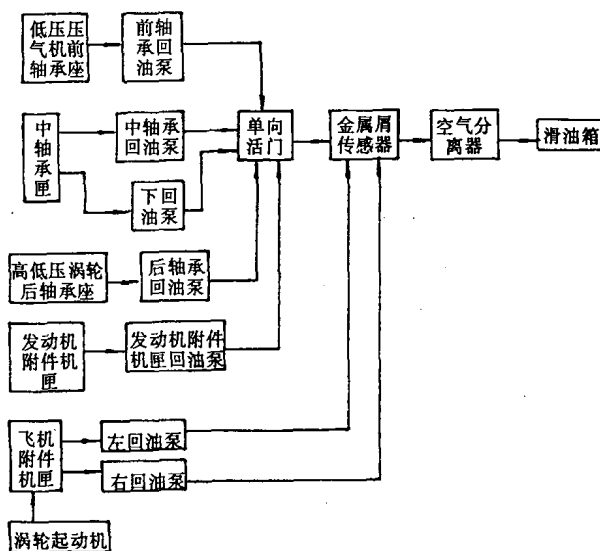 低压压
气机前
轴承座
前轴
承回
油泵
中
轴
承
匣
中轴承
回油泵
下回
油泵
单向
活门
金属屑
传感器
空气分
离器
滑油箱
高低压涡轮
后轴承座
后轴承
回油泵
发动机
附件机
匣
发动机附件
机匣回油泵
飞机
附件
机匣
左回油泵
右回油泵
涡轮起动机